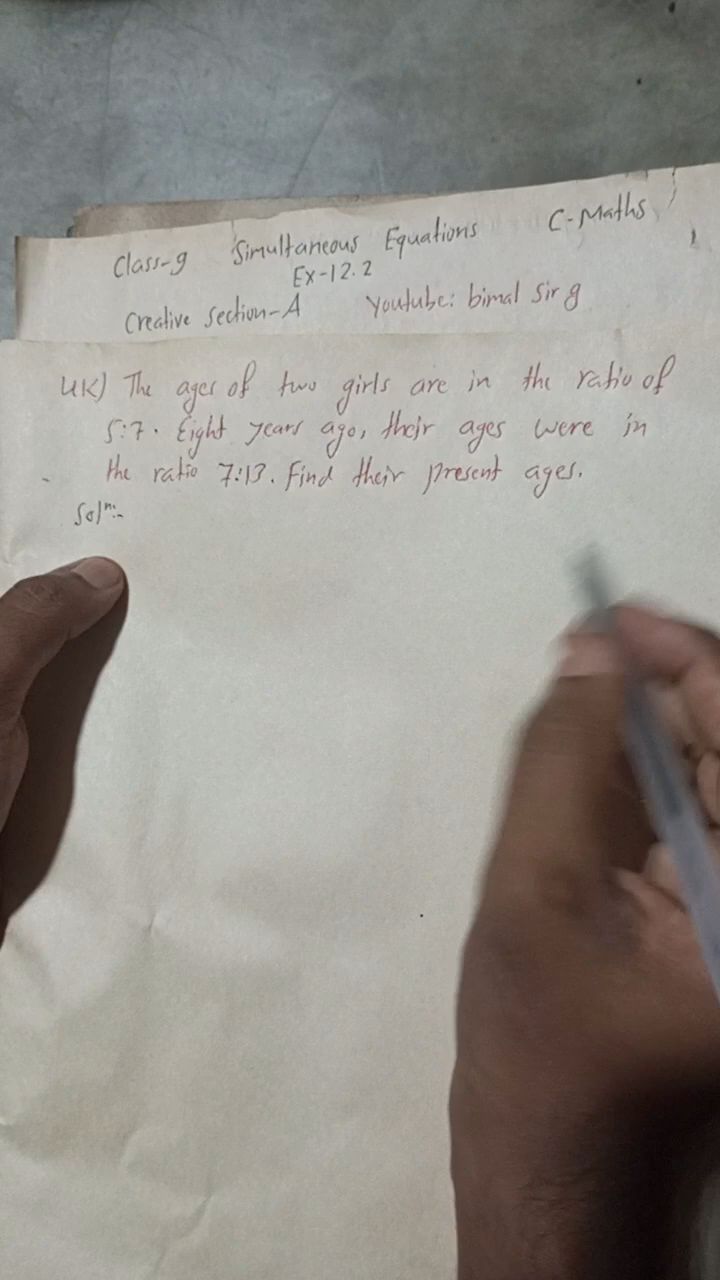 Class-9 Simultaneous Equations C-Maths
Ex-12.2
Creative section-A Youtube: bimal sir g
4K) The ages of two girls are in the ratio of
5:7. Eight years ago, their ages were in
the ratio 7:13. Find their present ages.
Solⁿ:-